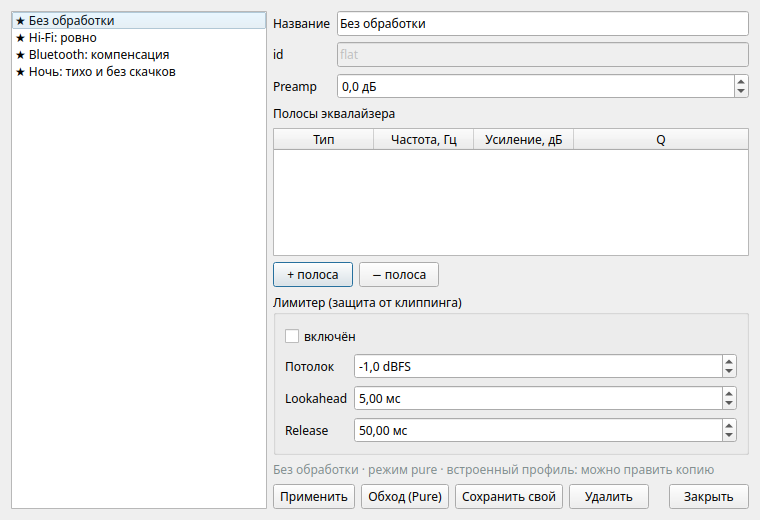 ★ Без обработки
★ Hi-Fi: ровно
★ Bluetooth: компенсация
★ Ночь: тихо и без скачков
Название Без обработки
id flat
Preamp 0,0 дБ
Полосы эквалайзера
Тип Частота, Гц Усиление, дБ Q
+ полоса − полоса
Лимитер (защита от клиппинга)
включён
Потолок -1,0 dBFS
Lookahead 5,00 мс
Release 50,00 мс
Без обработки · режим pure · встроенный профиль: можно править копию
Применить Обход (Pure) Сохранить свой Удалить Закрыть